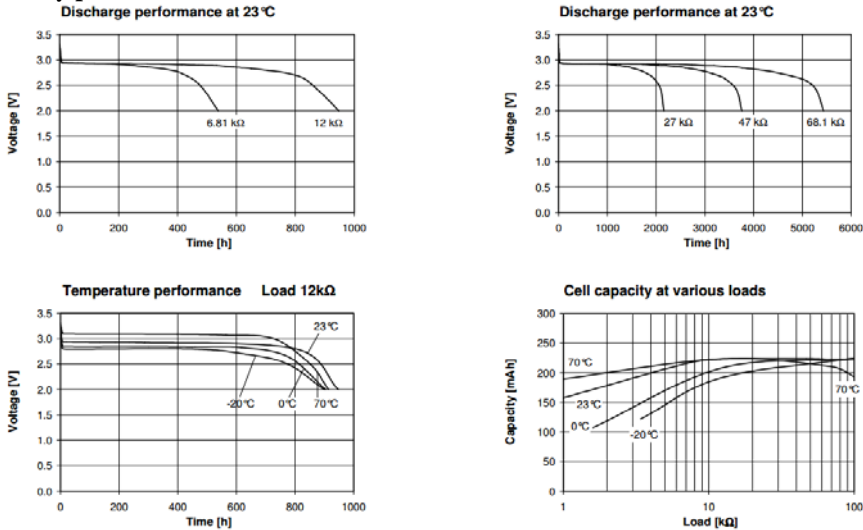 Discharge performance at 23°C
3.5
3.0
2.5
2.0
1.5
1.0
0.5
0.0
Voltage [V]
6.81 kΩ
12 kΩ
0 200 400 600 800 1000
Time [h]
Discharge performance at 23°C
3.5
3.0
2.5
2.0
1.5
1.0
0.5
0.0
Voltage [V]
27 kΩ
47 kΩ
68.1 kΩ
0 1000 2000 3000 4000 5000 6000
Time [h]
Temperature performance Load 12kΩ
3.5
3.0
2.5
2.0
1.5
1.0
0.5
0.0
Voltage [V]
23°C
-20°C
0°C
70°C
0 200 400 600 800 1000
Time [h]
Cell capacity at various loads
300
250
200
150
100
50
0
Capacity [mAh]
70°C
23°C
0°C
-20°C
70°C
1 10 100
Load [kΩ]